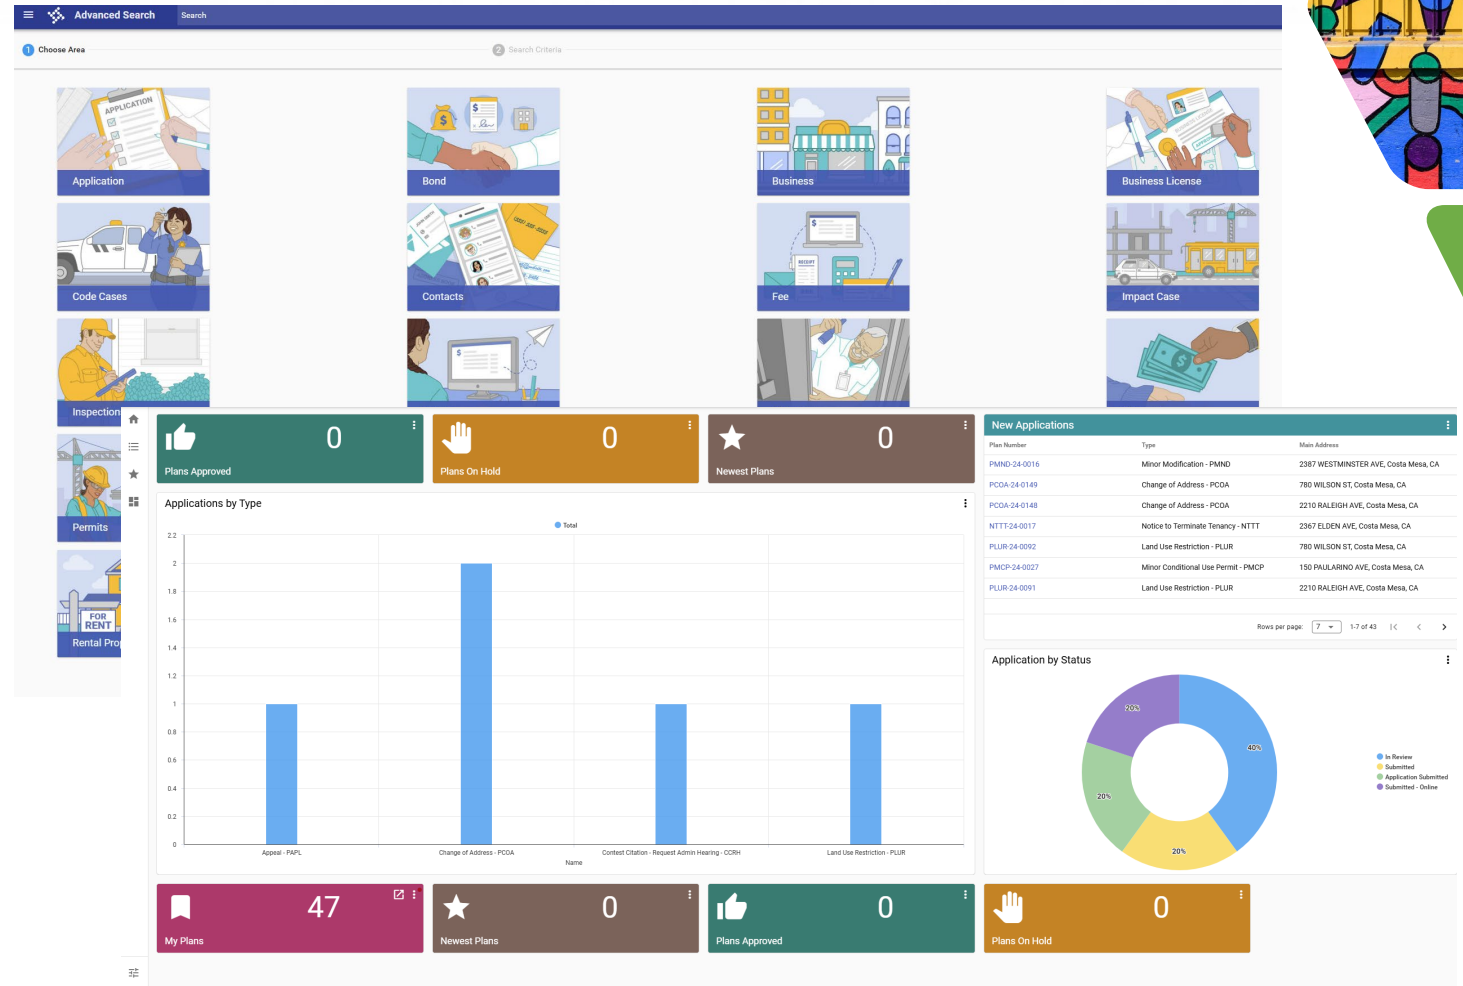 Advanced Search
Search
1 Choose Area
2 Search Criteria
APPLICATION
Application
Bond
Business
BUSINESS LICENSE
Business License
Code Cases
Contacts
RECEIPT
Fee
Impact Case
Inspection
Permits
FOR
RENT
Rental Pro
0
Plans Approved
0
Plans On Hold
0
Newest Plans
Applications by Type
Total
2.2
2
1.8
1.6
1.4
1.2
1
0.8
0.6
0.4
0.2
0
Appeal - PAPL
Change of Address - PCOA
Contest Citation - Request Admin Hearing - CCRH
Land Use Restriction - PLUR
Name
New Applications
Plan Number Type Main Address
PMND-24-0016 Minor Modification - PMND 2387 WESTMINSTER AVE, Costa Mesa, CA
PCOA-24-0149 Change of Address - PCOA 780 WILSON ST, Costa Mesa, CA
PCOA-24-0148 Change of Address - PCOA 2210 RALEIGH AVE, Costa Mesa, CA
NTTT-24-0017 Notice to Terminate Tenancy - NTTT 2367 ELDEN AVE, Costa Mesa, CA
PLUR-24-0092 Land Use Restriction - PLUR 780 WILSON ST, Costa Mesa, CA
PMCP-24-0027 Minor Conditional Use Permit - PMCP 150 PAULARINO AVE, Costa Mesa, CA
PLUR-24-0091 Land Use Restriction - PLUR 2210 RALEIGH AVE, Costa Mesa, CA
Rows per page: 7 1-7 of 43
Application by Status
20%
40%
20%
20%
In Review
Submitted
Application Submitted
Submitted - Online
47
My Plans
0
Newest Plans
0
Plans Approved
0
Plans On Hold